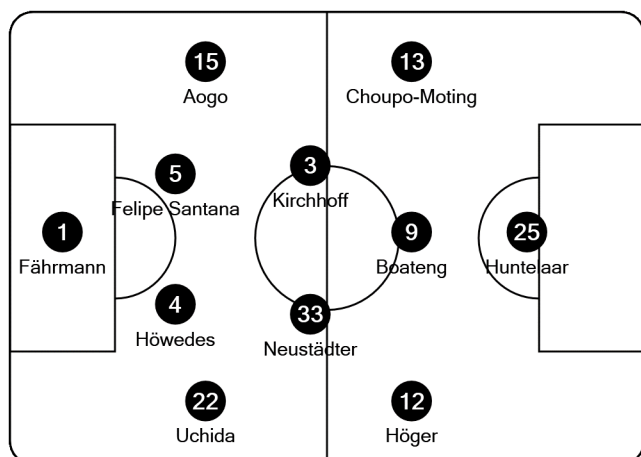 15
Aogo
13
Choupo-Moting
5
Felipe Santana
3
Kirchhoff
1
Fährmann
9
Boateng
25
Huntelaar
4
Höwedes
33
Neustädter
22
Uchida
12
Höger